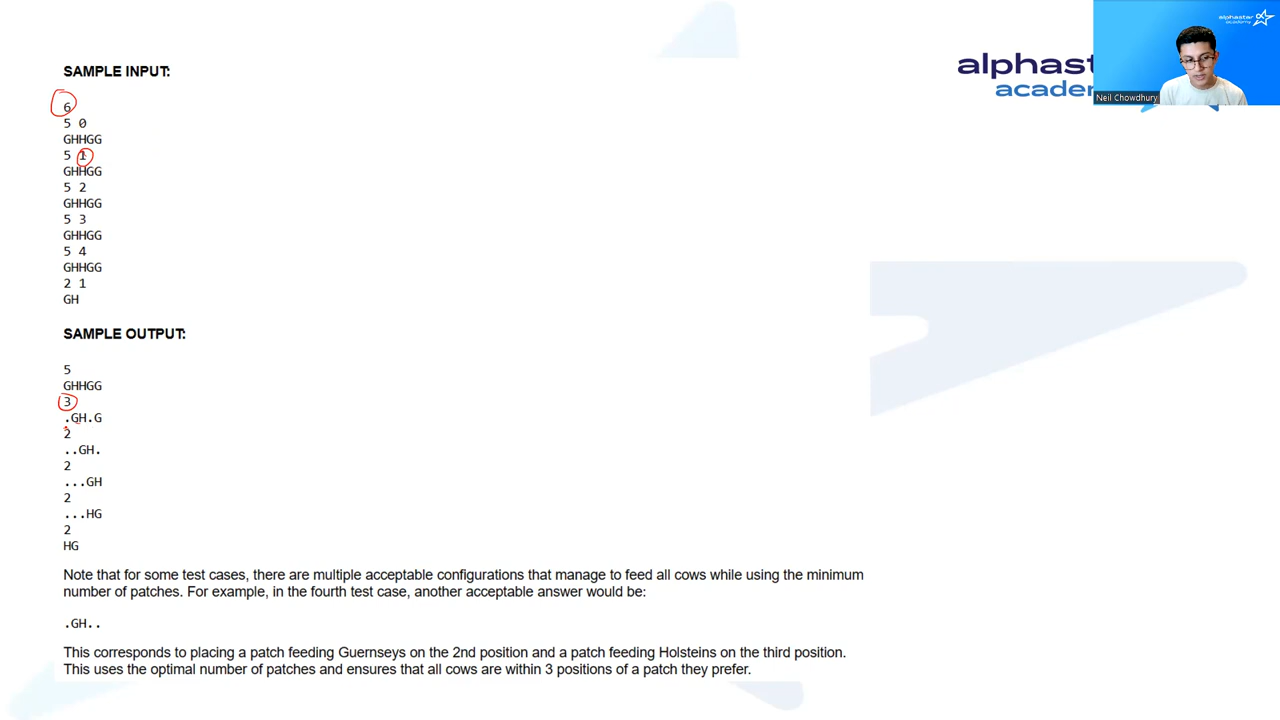 alphastar
academy
Neil Chowdhury
alphast
acade
SAMPLE INPUT:
6
5 0
GHHGG
5 1
GHHGG
5 2
GHHGG
5 3
GHHGG
5 4
GHHGG
2 1
GH
SAMPLE OUTPUT:
5
GHHGG
3
.GH.G
2
..GH.
2
...GH
2
...HG
2
HG
Note that for some test cases, there are multiple acceptable configurations that manage to feed all cows while using the minimum
number of patches. For example, in the fourth test case, another acceptable answer would be:
.GH..
This corresponds to placing a patch feeding Guernseys on the 2nd position and a patch feeding Holsteins on the third position.
This uses the optimal number of patches and ensures that all cows are within 3 positions of a patch they prefer.